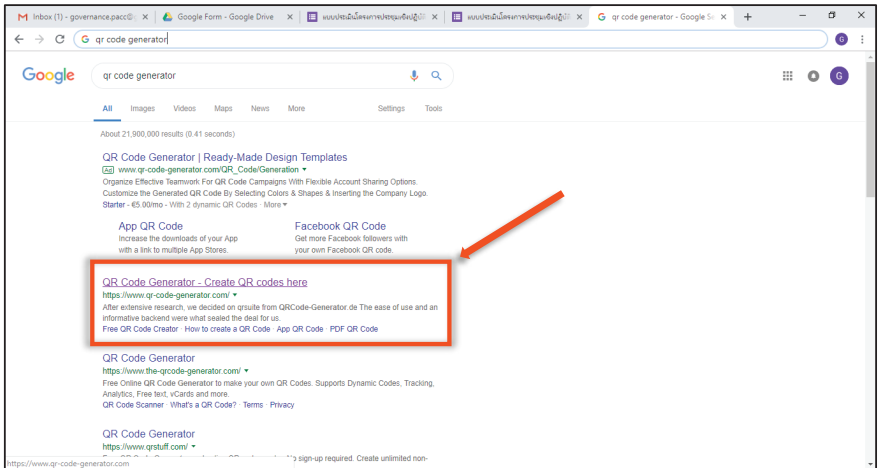 Inbox (1) - governance.pacc@
Google Form - Google Drive
แบบประเมินโครงการประชุมเชิงปฏิบัติ
แบบประเมินโครงการประชุมเชิงปฏิบัติ
qr code generator - Google Se
qr code generator
G
Google
qr code generator
G
All Images Videos Maps News More Settings Tools
About 21,900,000 results (0.41 seconds)
QR Code Generator | Ready-Made Design Templates
Ad www.qr-code-generator.com/QR_Code/Generation
Organize Effective Teamwork For QR Code Campaigns With Flexible Account Sharing Options.
Customize the Generated QR Code By Selecting Colors & Shapes & Inserting the Company Logo.
Starter - €5.00/mo - With 2 dynamic QR Codes · More
App QR Code Facebook QR Code
Increase the downloads of your App Get more Facebook followers with
with a link to multiple App Stores. your own Facebook QR code.
QR Code Generator - Create QR codes here
https://www.qr-code-generator.com/
After extensive research, we decided on qrsuite from QRCode-Generator.de The ease of use and an
informative backend were what sealed the deal for us.
Free QR Code Creator · How to create a QR Code · App QR Code · PDF QR Code
QR Code Generator
https://www.the-qrcode-generator.com/
Free Online QR Code Generator to make your own QR Codes. Supports Dynamic Codes, Tracking,
Analytics, Free text, vCards and more.
QR Code Scanner · What's a QR Code? · Terms · Privacy
QR Code Generator
https://www.qrstuff.com/
sign-up required. Create unlimited non-
https://www.qr-code-generator.com